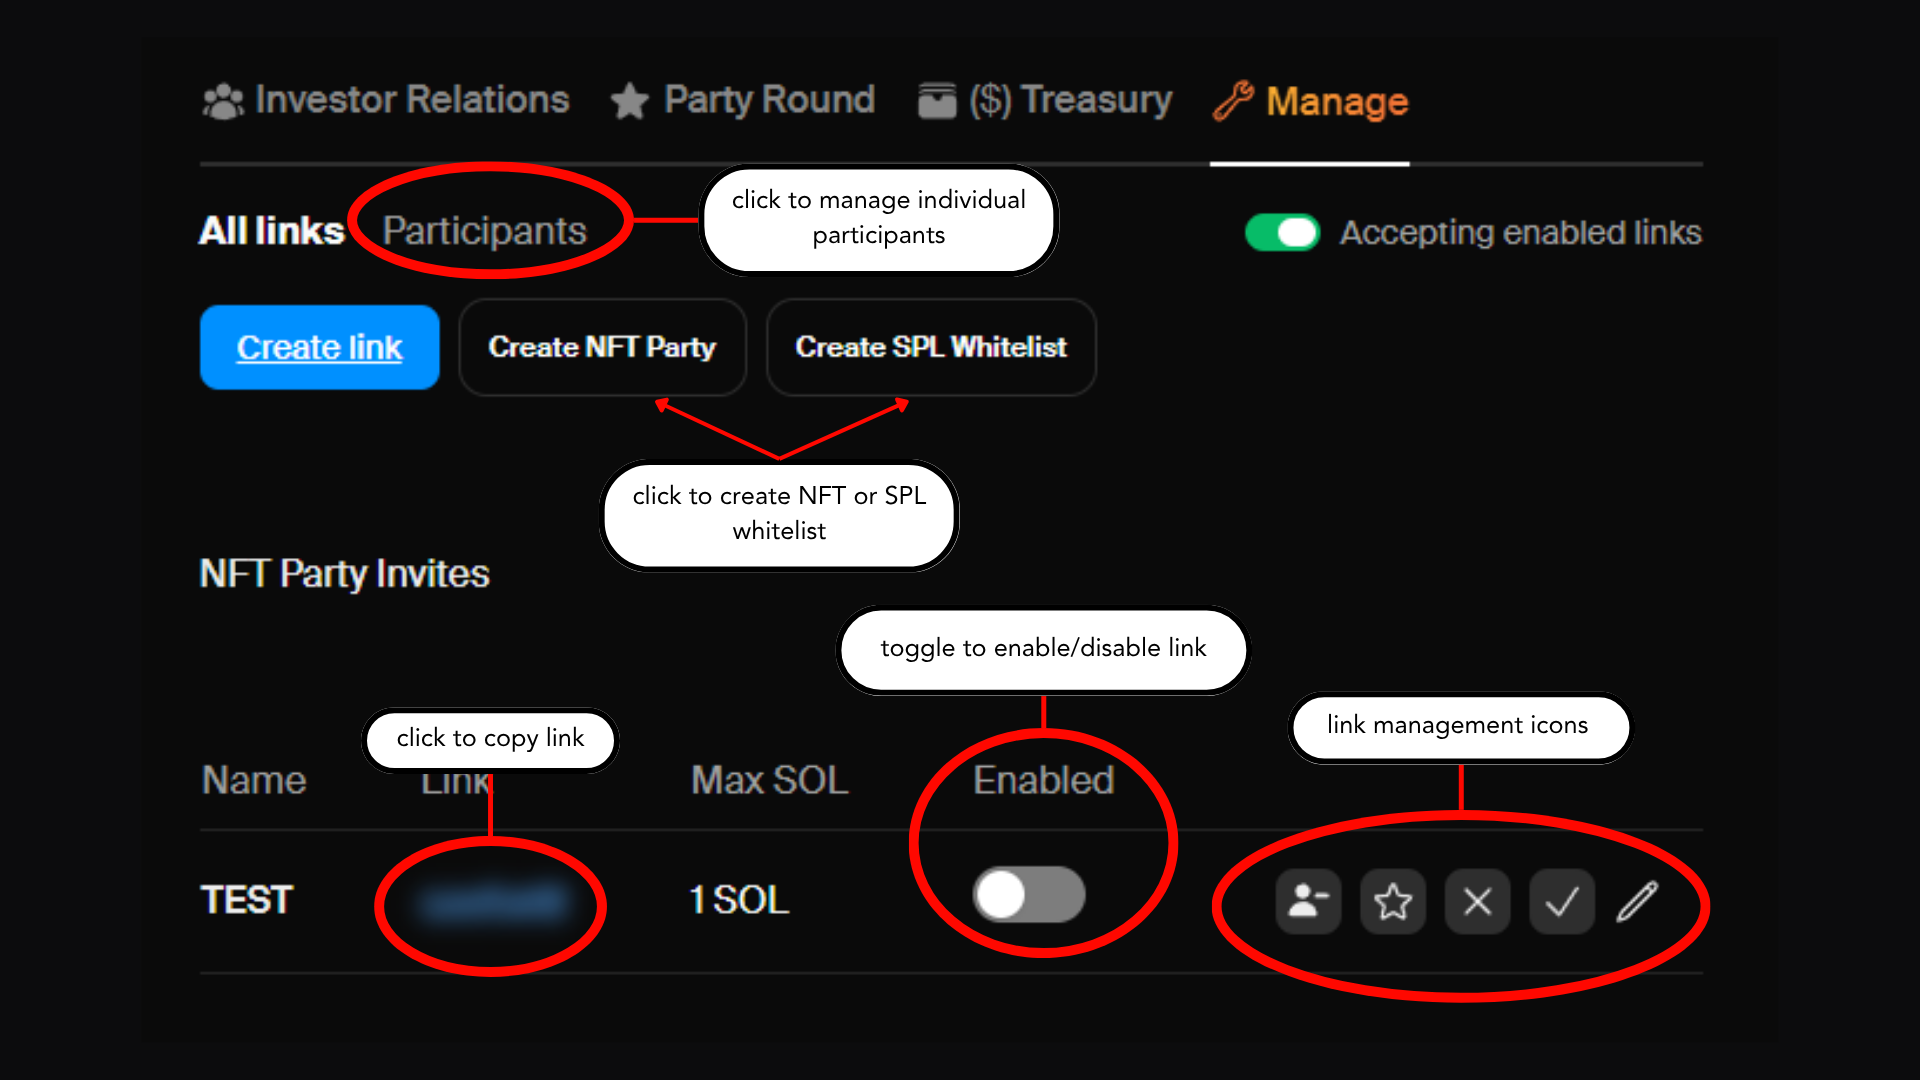 Investor Relations Party Round ($) Treasury Manage
click to manage individual
participants
All links Participants Accepting enabled links
Create link Create NFT Party Create SPL Whitelist
click to create NFT or SPL
whitelist
NFT Party Invites
toggle to enable/disable link
link management icons
click to copy link
Name Link Max SOL Enabled
TEST 1 SOL